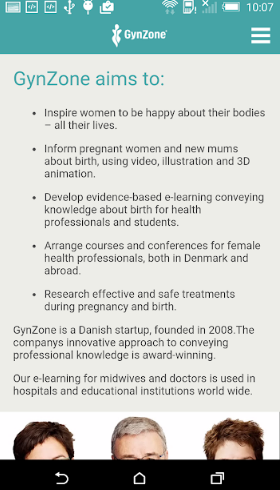 10:07
GynZone
GynZone aims to:
• Inspire women to be happy about their bodies
– all their lives.
• Inform pregnant women and new mums
about birth, using video, illustration and 3D
animation.
• Develop evidence-based e-learning conveying
knowledge about birth for health
professionals and students.
• Arrange courses and conferences for female
health professionals, both in Denmark and
abroad.
• Research effective and safe treatments
during pregnancy and birth.
GynZone is a Danish startup, founded in 2008.The
companys innovative approach to conveying
professional knowledge is award-winning.
Our e-learning for midwives and doctors is used in
hospitals and educational institutions world wide.